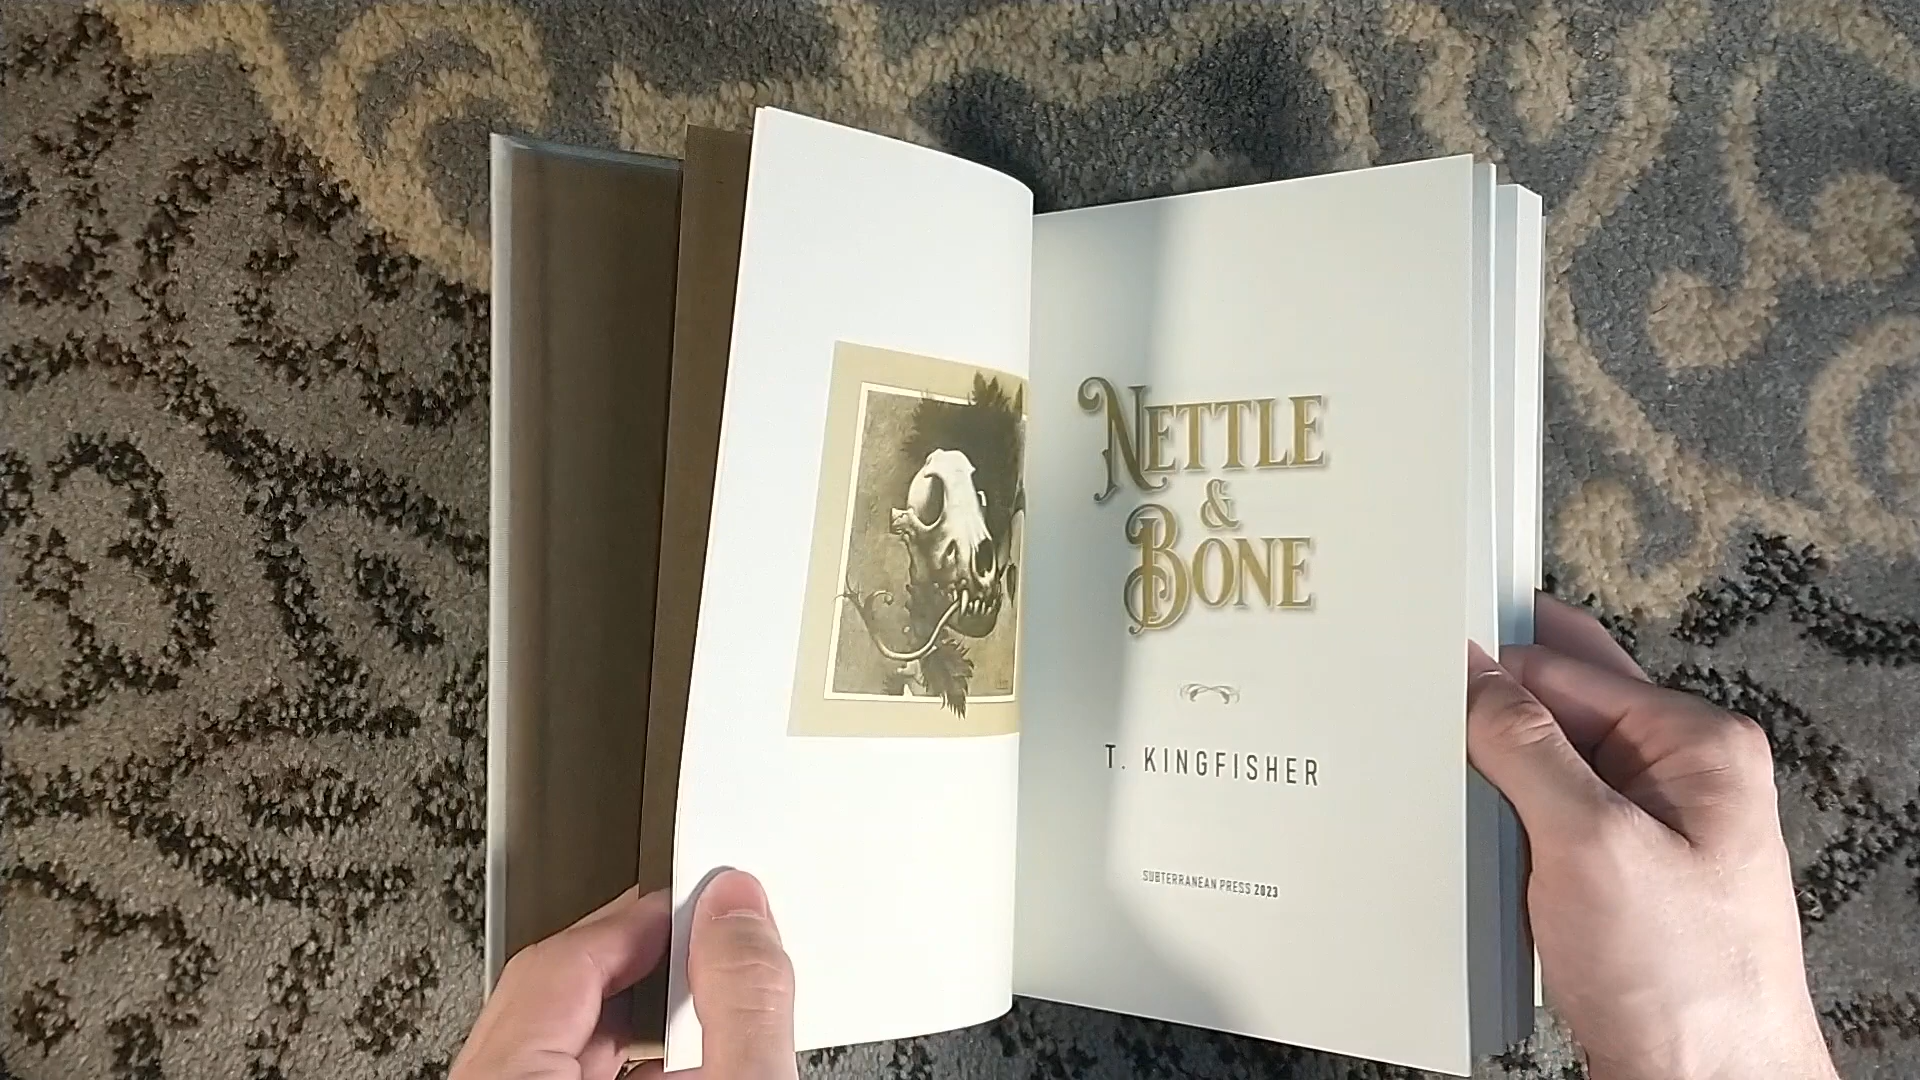 NETTLE
&
BONE
T. KINGFISHER
SUBTERRANEAN PRESS 2023